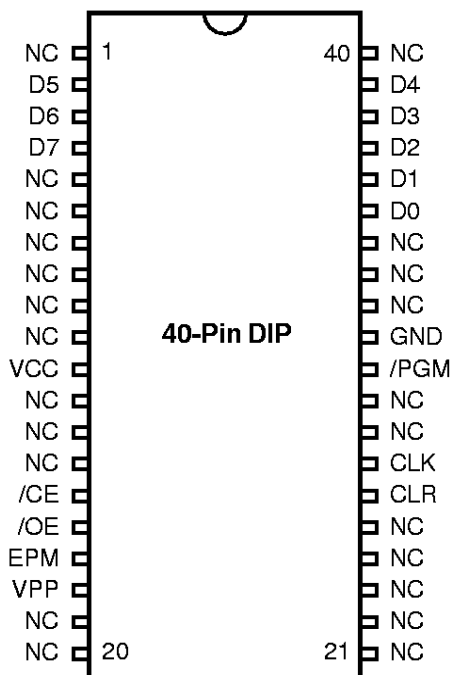 NC 1 40 NC
D5 D4
D6 D3
D7 D2
NC D1
NC D0
NC NC
NC NC
NC NC
NC 40-Pin DIP GND
VCC /PGM
NC NC
NC NC
NC CLK
/CE CLR
/OE NC
EPM NC
VPP NC
NC NC
NC 20 21 NC